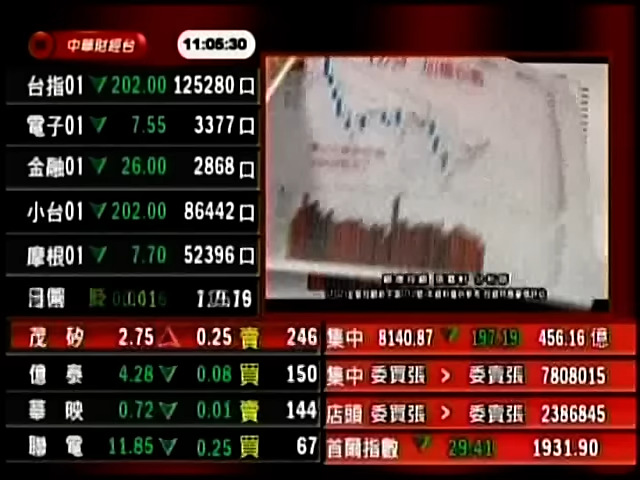 中華財經台 11:05:30
台指01 ▽ 202.00 125280口
電子01 ▽ 7.55 3377口
金融01 ▽ 26.00 2868口
小台01 ▽ 202.00 86442口
摩根01 ▽ 7.70 52396口
茂矽 2.75 △ 0.25 賣 246
億泰 4.28 ▽ 0.08 買 150
華映 0.72 ▽ 0.01 賣 144
聯電 11.85 ▽ 0.25 買 67
集中 8140.87 ▼ 197.19 456.16 億
集中 委買張 > 委賣張 7808015
店頭 委買張 > 委賣張 2386845
首爾指數 ▼ 29.41 1931.90